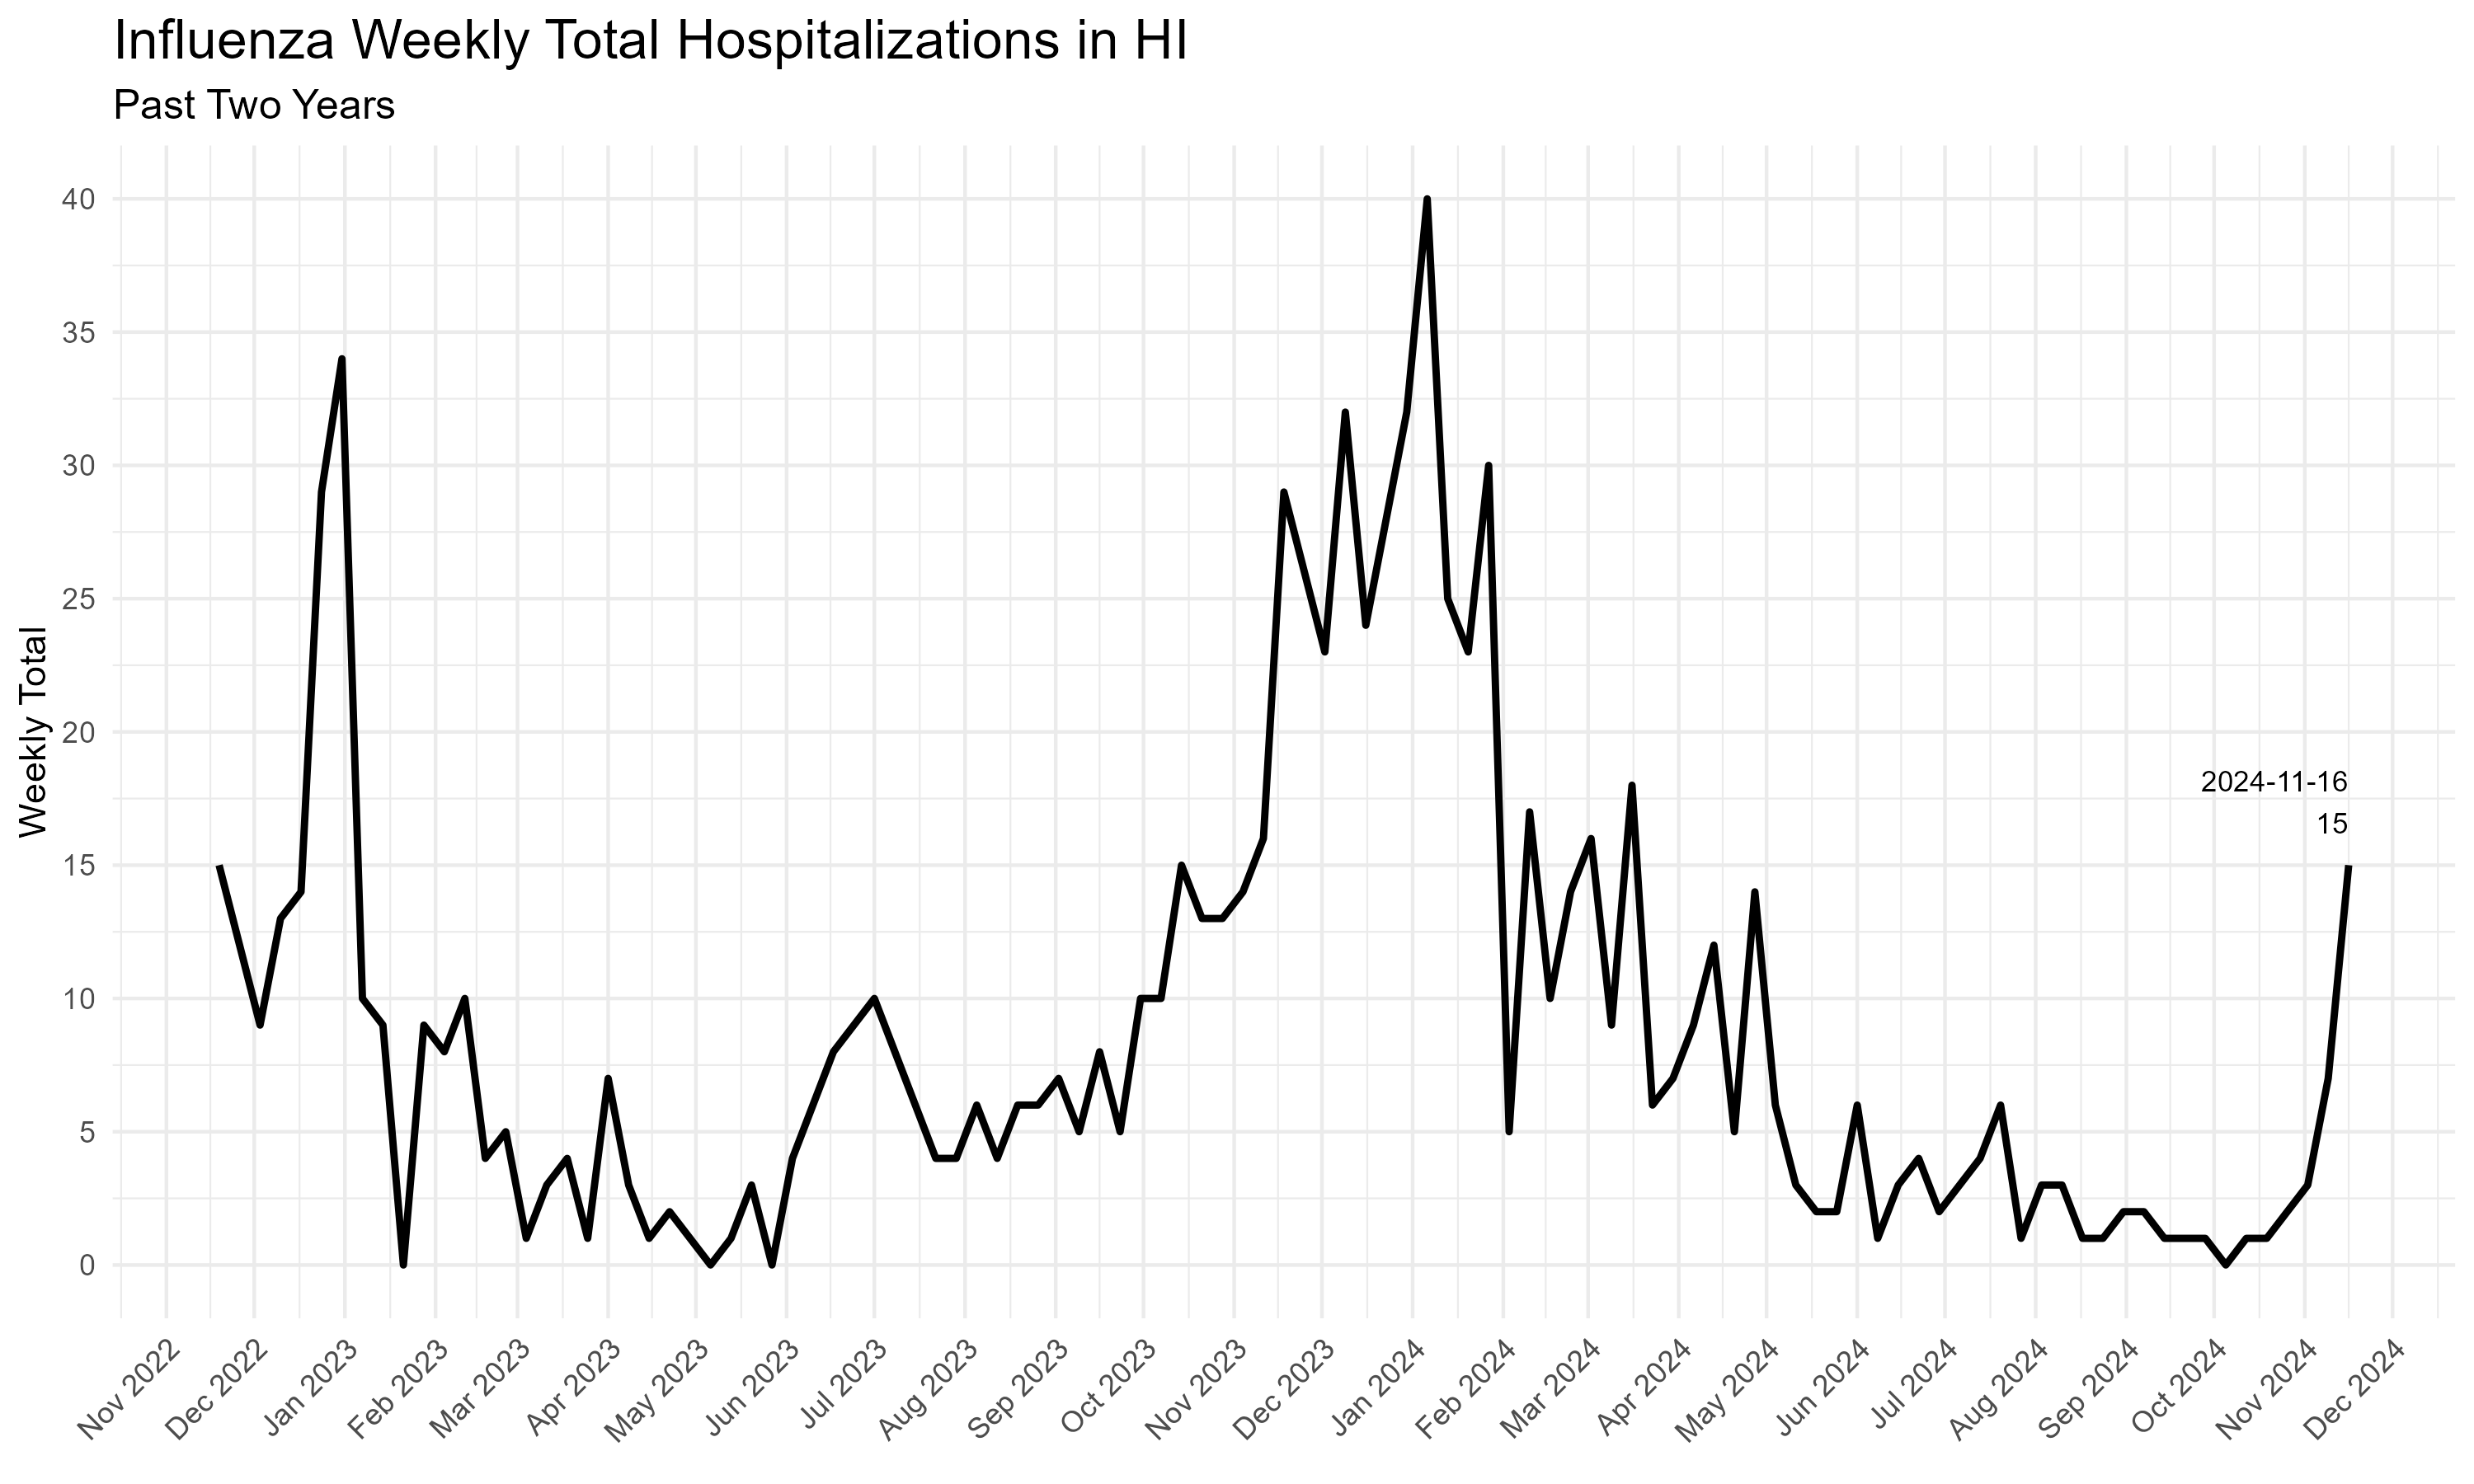 Influenza Weekly Total Hospitalizations in HI
Past Two Years
Weekly Total
40
35
30
25
20
15
10
5
0
2024-11-16
15
Nov 2022
Dec 2022
Jan 2023
Feb 2023
Mar 2023
Apr 2023
May 2023
Jun 2023
Jul 2023
Aug 2023
Sep 2023
Oct 2023
Nov 2023
Dec 2023
Jan 2024
Feb 2024
Mar 2024
Apr 2024
May 2024
Jun 2024
Jul 2024
Aug 2024
Sep 2024
Oct 2024
Nov 2024
Dec 2024